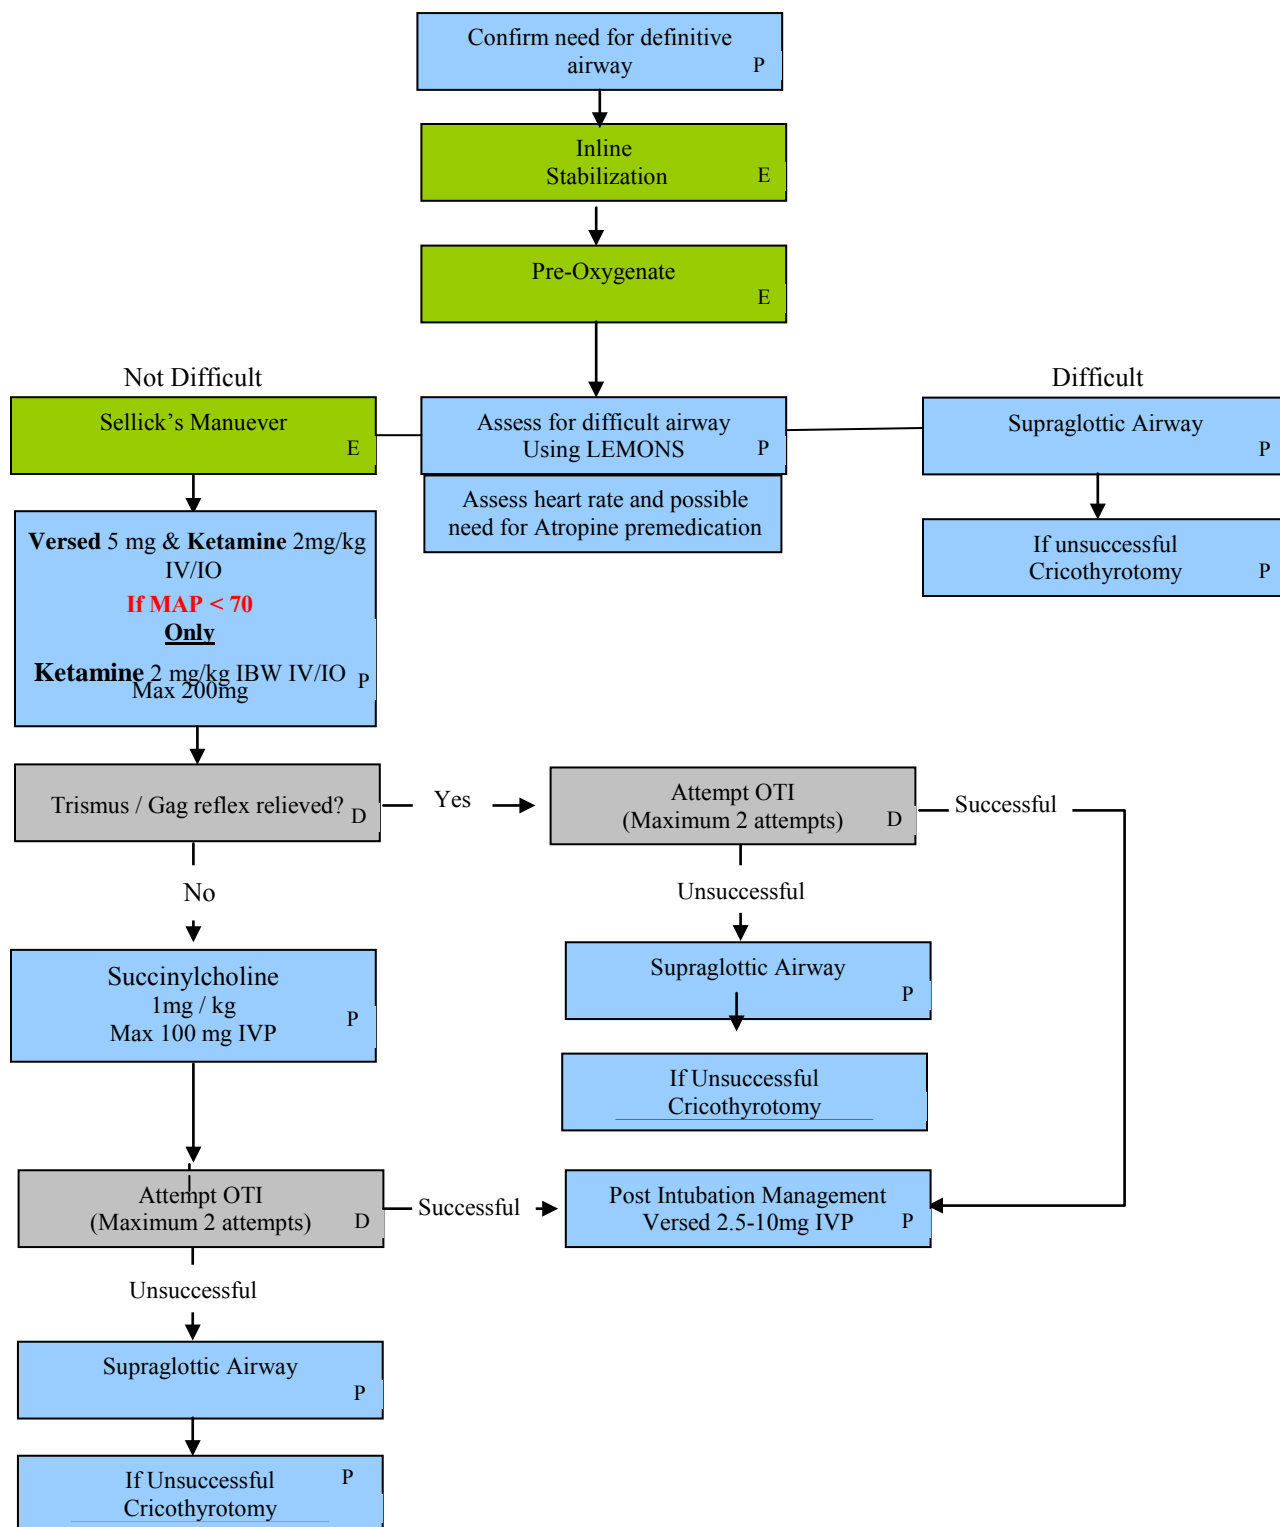 Confirm need for definitive
airway
P
Inline
Stabilization
E
Pre-Oxygenate
E
Not Difficult
Difficult
Sellick’s Manuever
E
Assess for difficult airway
Using LEMONS
P
Supraglottic Airway
P
Assess heart rate and possible
need for Atropine premedication
Versed 5 mg & Ketamine 2mg/kg
IV/IO
If MAP < 70
Only
Ketamine 2 mg/kg IBW IV/IO
Max 200mg
P
If unsuccessful
Cricothyrotomy
P
Trismus / Gag reflex relieved?
D
Yes
Attempt OTI
(Maximum 2 attempts)
D
Successful
No
Unsuccessful
Succinylcholine
1mg / kg
Max 100 mg IVP
P
Supraglottic Airway
P
If Unsuccessful
Cricothyrotomy
Attempt OTI
(Maximum 2 attempts)
D
Successful
Post Intubation Management
Versed 2.5-10mg IVP
P
Unsuccessful
Supraglottic Airway
P
If Unsuccessful
Cricothyrotomy
P